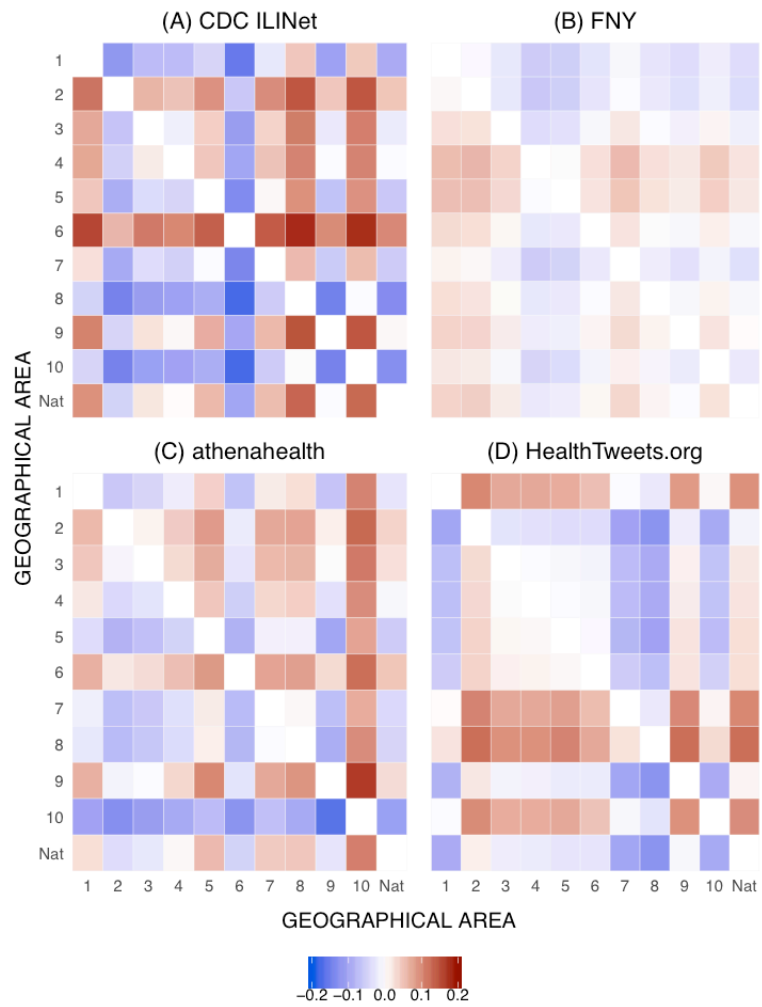 (A) CDC ILINet
(B) FNY
1
2
3
4
5
6
7
8
9
10
Nat
(C) athenahealth
(D) HealthTweets.org
1
2
3
4
5
6
7
8
9
10
Nat
GEOGRAPHICAL AREA
1 2 3 4 5 6 7 8 9 10 Nat
1 2 3 4 5 6 7 8 9 10 Nat
GEOGRAPHICAL AREA
−0.2 −0.1 0.0 0.1 0.2